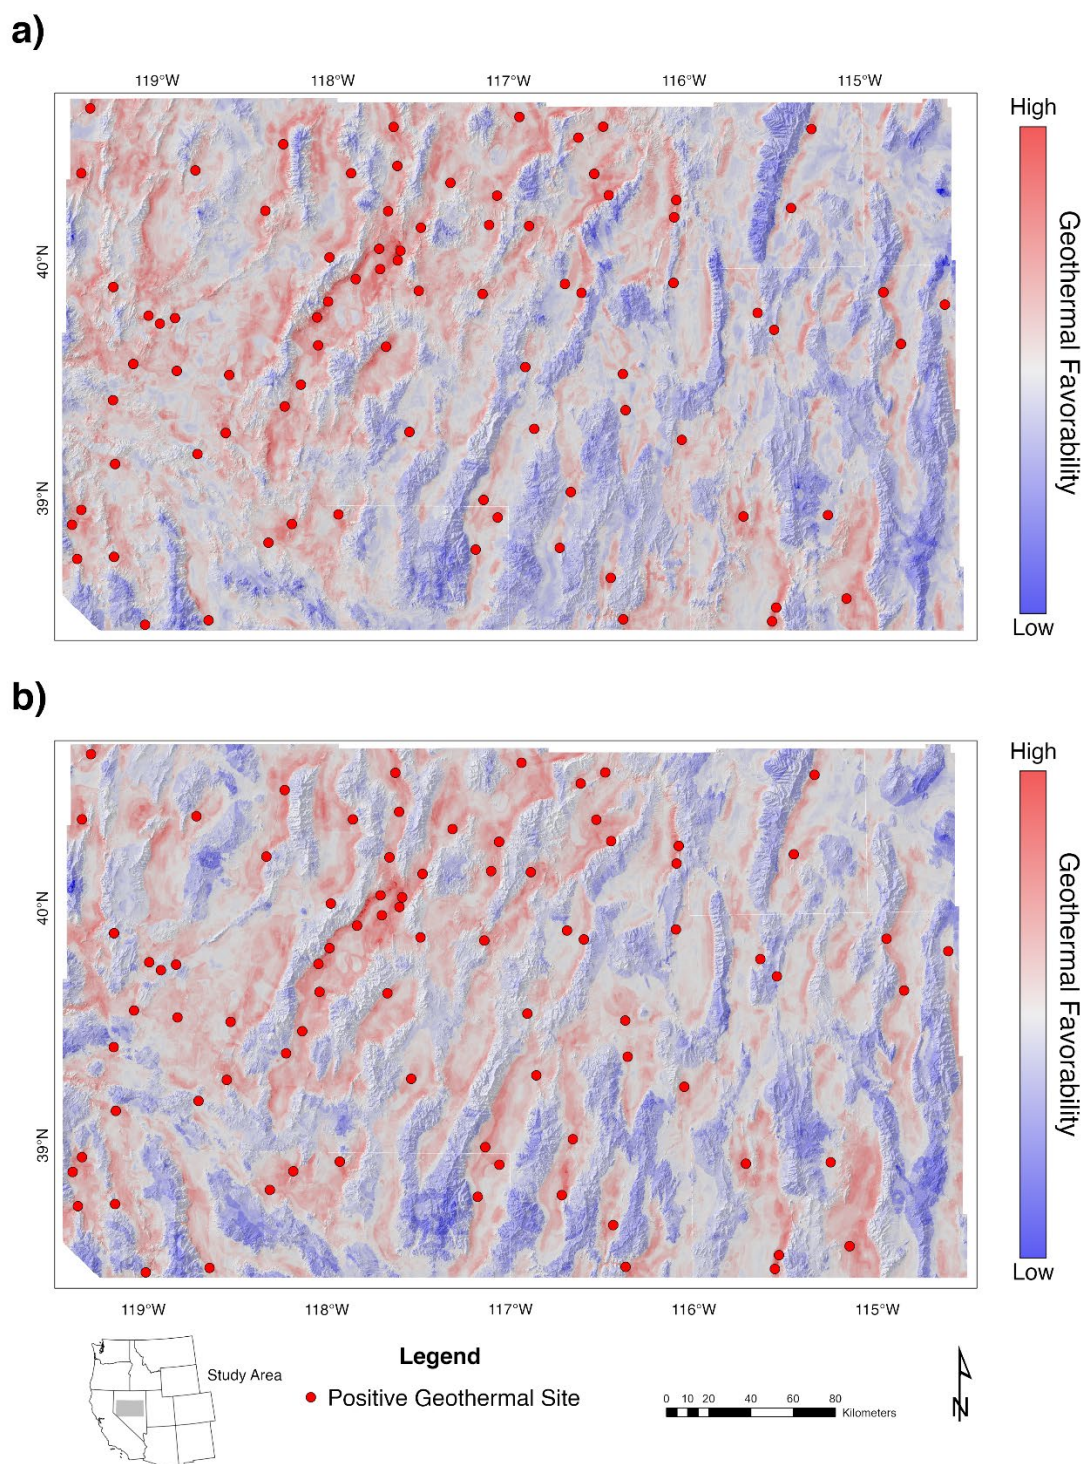 a)
119°W 118°W 117°W 116°W 115°W
High
40°N
Geothermal Favorability
39°N
Low
b)
High
40°N
Geothermal Favorability
39°N
Low
119°W 118°W 117°W 116°W 115°W
Legend
Study Area
Positive Geothermal Site
0 10 20 40 60 80
Kilometers
N